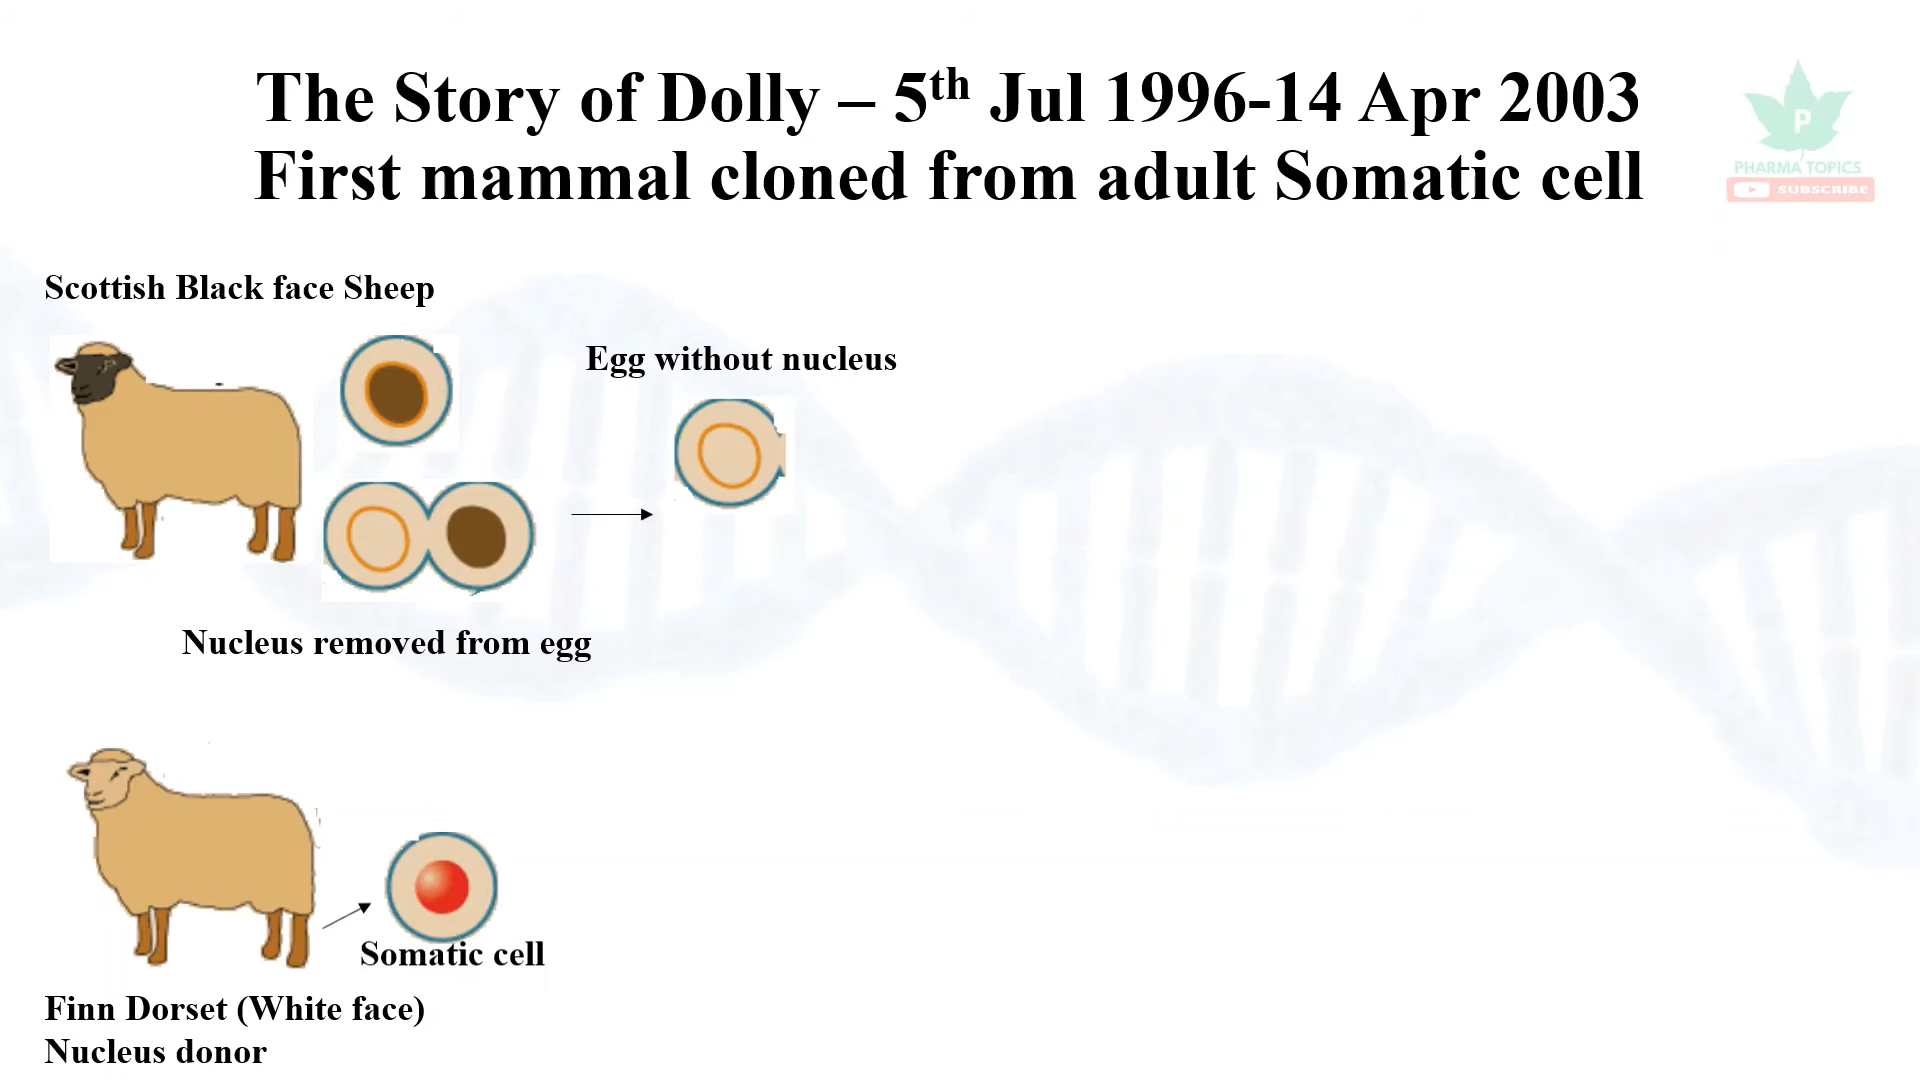 The Story of Dolly – 5th Jul 1996-14 Apr 2003
First mammal cloned from adult Somatic cell
P
PHARMA TOPICS
SUBSCRIBE
Scottish Black face Sheep
Egg without nucleus
Nucleus removed from egg
Somatic cell
Finn Dorset (White face)
Nucleus donor